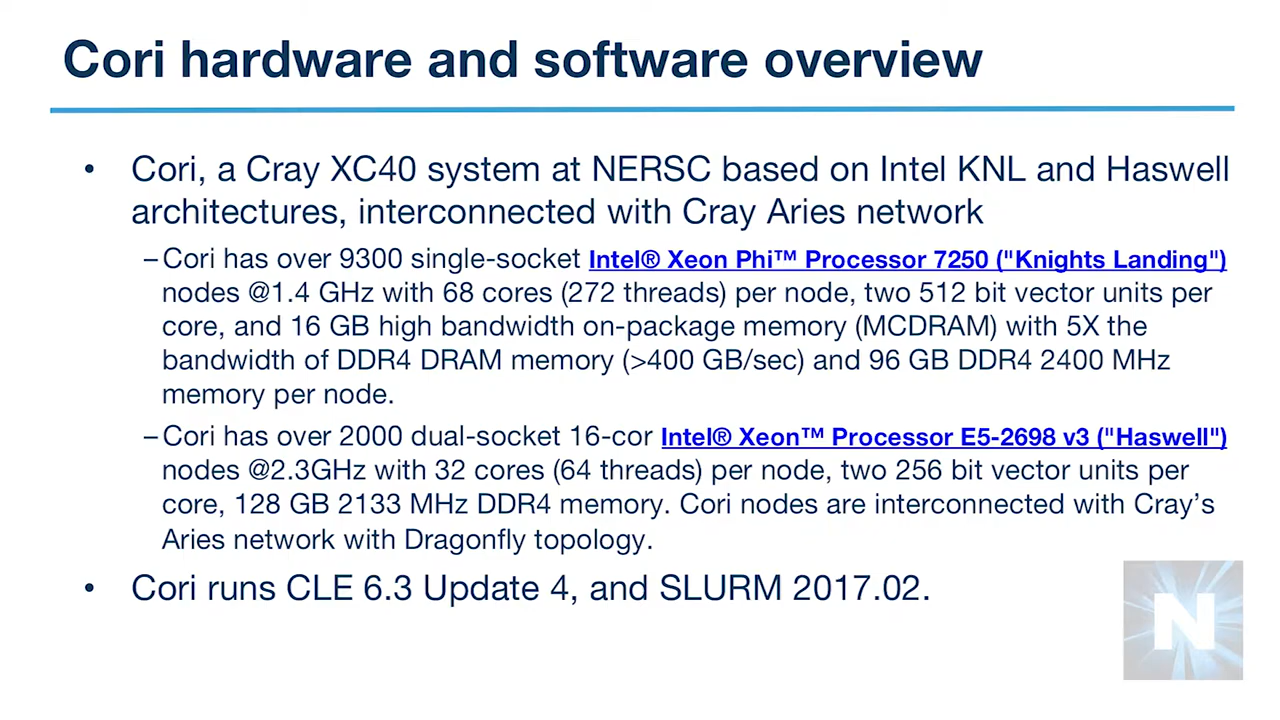 Cori hardware and software overview
• Cori, a Cray XC40 system at NERSC based on Intel KNL and Haswell
architectures, interconnected with Cray Aries network
–Cori has over 9300 single-socket Intel® Xeon Phi™ Processor 7250 ("Knights Landing")
nodes @1.4 GHz with 68 cores (272 threads) per node, two 512 bit vector units per
core, and 16 GB high bandwidth on-package memory (MCDRAM) with 5X the
bandwidth of DDR4 DRAM memory (>400 GB/sec) and 96 GB DDR4 2400 MHz
memory per node.
–Cori has over 2000 dual-socket 16-cor Intel® Xeon™ Processor E5-2698 v3 ("Haswell")
nodes @2.3GHz with 32 cores (64 threads) per node, two 256 bit vector units per
core, 128 GB 2133 MHz DDR4 memory. Cori nodes are interconnected with Cray’s
Aries network with Dragonfly topology.
• Cori runs CLE 6.3 Update 4, and SLURM 2017.02.
N